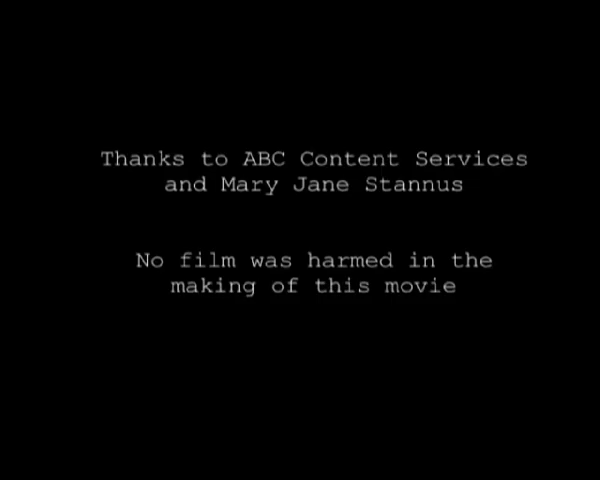 Thanks to ABC Content Services
and Mary Jane Stannus
No film was harmed in the
making of this movie